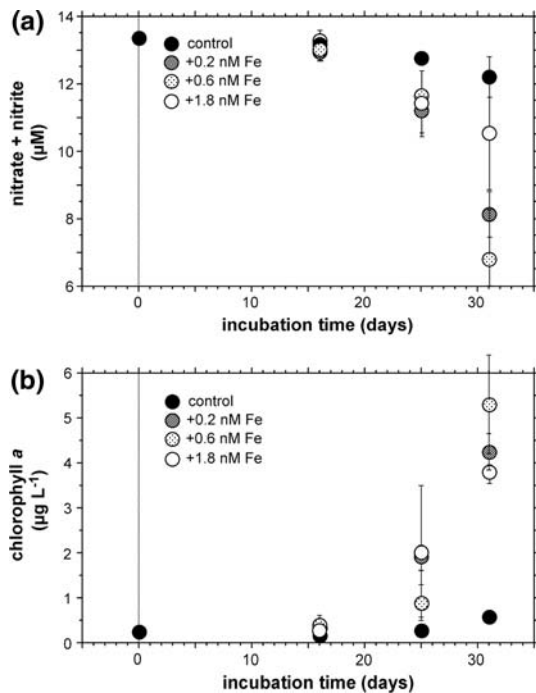 (a)
14
12
10
8
6
nitrate + nitrite
(µM)
control
+0.2 nM Fe
+0.6 nM Fe
+1.8 nM Fe
0
10
20
30
incubation time (days)
(b)
6
5
4
3
2
1
0
chlorophyll a
(µg L-1)
control
+0.2 nM Fe
+0.6 nM Fe
+1.8 nM Fe
0
10
20
30
incubation time (days)